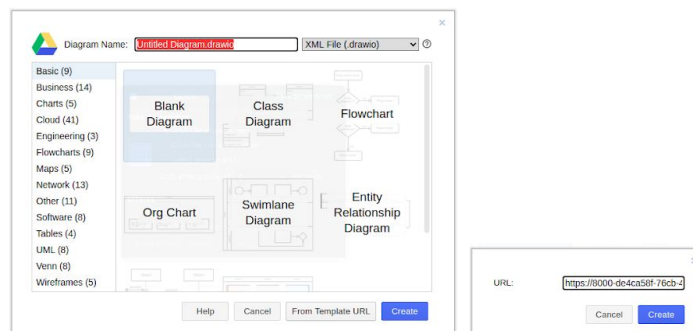 ×
Diagram Name: Untitled Diagram.drawio XML File (.drawio)
Basic (9)
Business (14)
Charts (5)
Cloud (41)
Engineering (3)
Flowcharts (9)
Maps (5)
Network (13)
Other (11)
Software (8)
Tables (4)
UML (8)
Venn (8)
Wireframes (5)
Blank
Diagram
Class
Diagram
Flowchart
Org Chart
Swimlane
Diagram
Entity
Relationship
Diagram
Help Cancel From Template URL Create
URL: https://8000-de4ca58f-76cb-4
Cancel Create